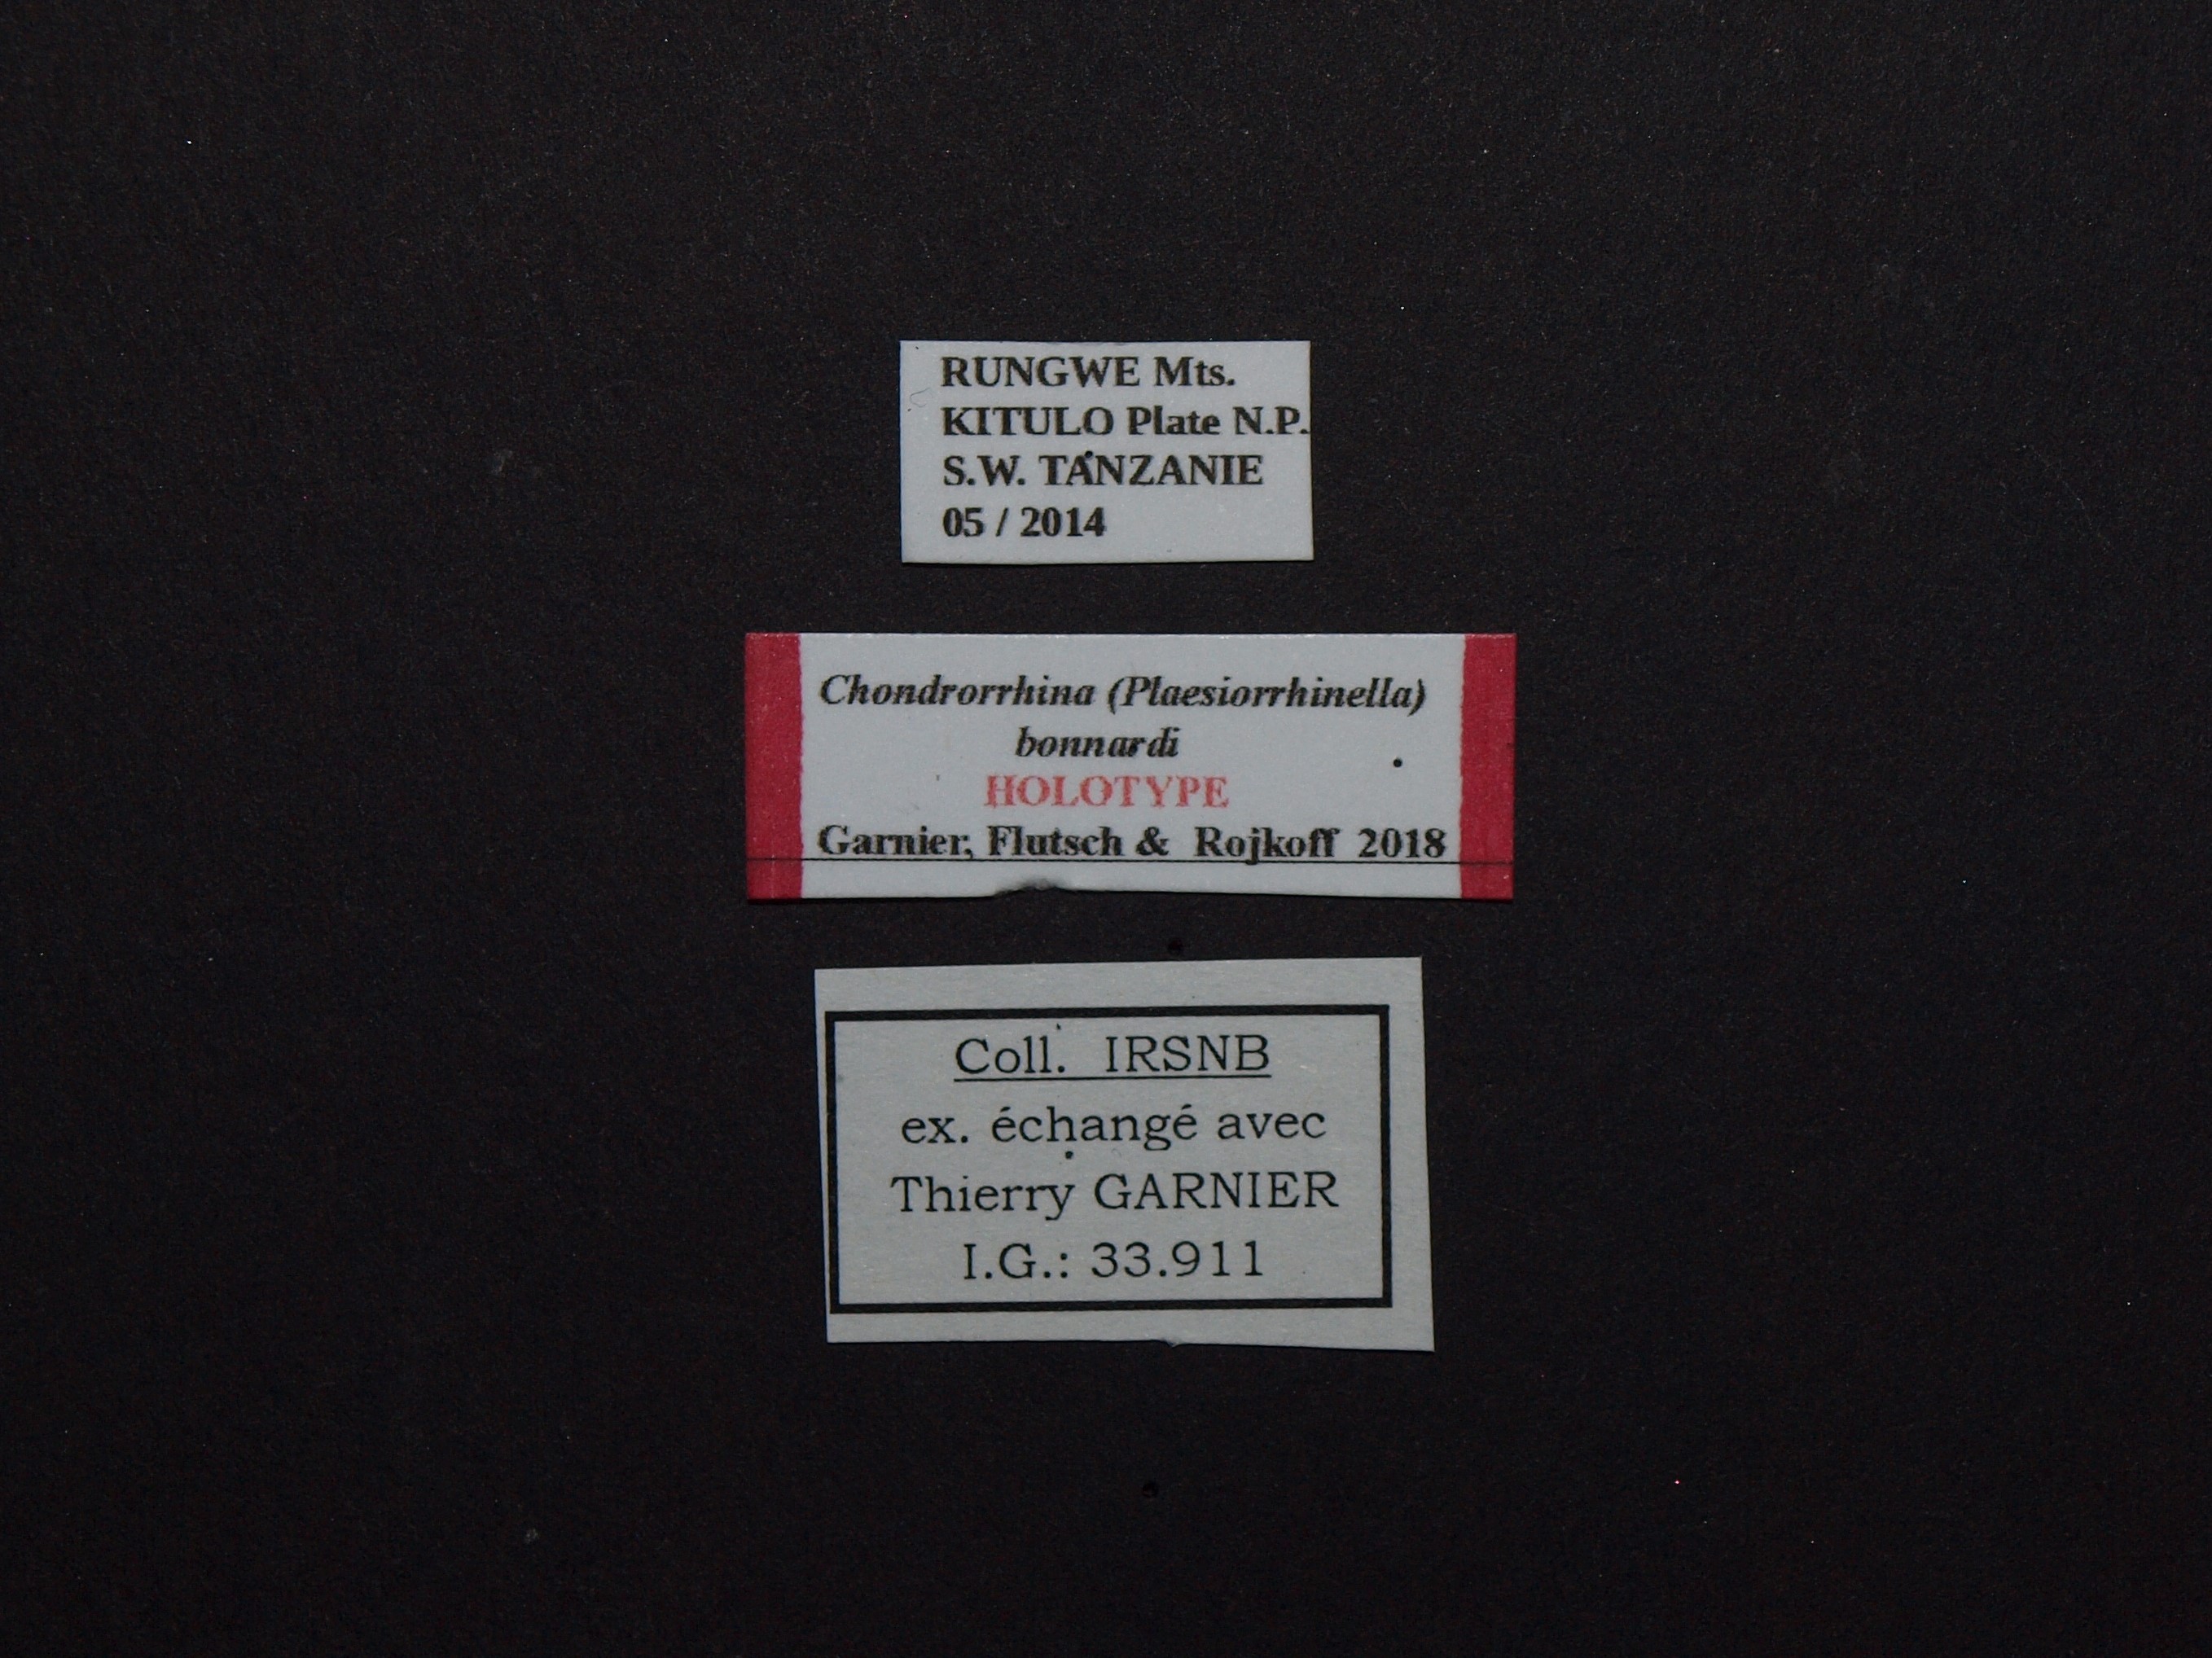 RUNGWE Mts.
KITULO Plate N.P.
S.W. TANZANIE
05 / 2014
Chondrorrhina (Plaesiorrhinella)
bonnardi
HOLOTYPE
Garnier, Flutsch & Rojkoff 2018
Coll. IRSNB
ex. échangé avec
Thierry GARNIER
I.G.: 33.911